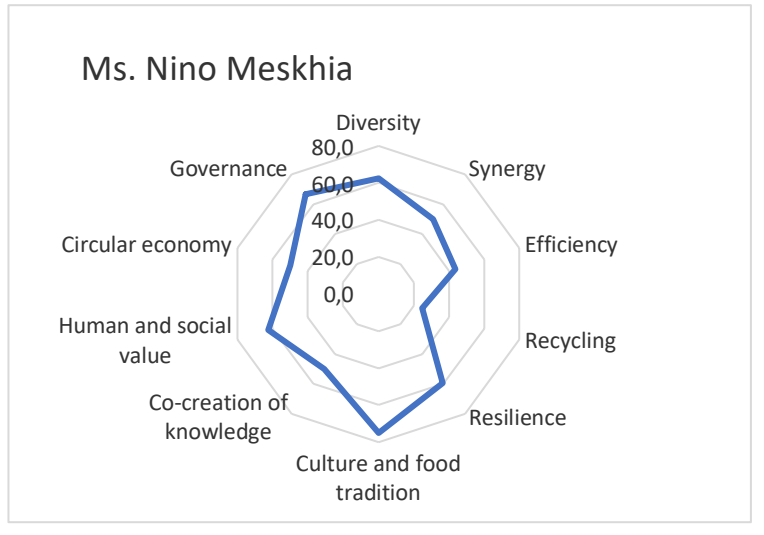 Ms. Nino Meskhia
Diversity
80,0
Governance
Synergy
60,0
40,0
Circular economy
Efficiency
20,0
0,0
Human and social
value
Recycling
Co-creation of
knowledge
Resilience
Culture and food
tradition